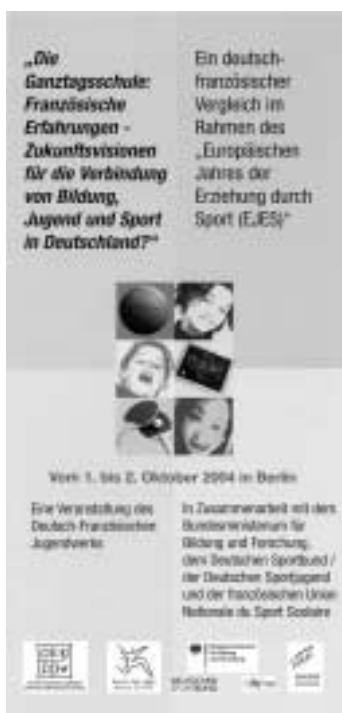 „Die
Ganztagsschule:
Französische
Erfahrungen -
Zukunftsvisionen
für die Verbindung
von Bildung,
Jugend und Sport
in Deutschland?“
Ein deutsch-
französischer
Vergleich im
Rahmen des
„Europäischen
Jahres der
Erziehung durch
Sport (EJES)“
Vom 1. bis 2. Oktober 2004 in Berlin
Eine Veranstaltung des
Deutsch-Französischen
Jugendwerks
In Zusammenarbeit mit dem
Bundesministerium für
Bildung und Forschung,
dem Deutschen Sportbund /
der Deutschen Sportjugend
und der französischen Union
Nationale du Sport Scolaire